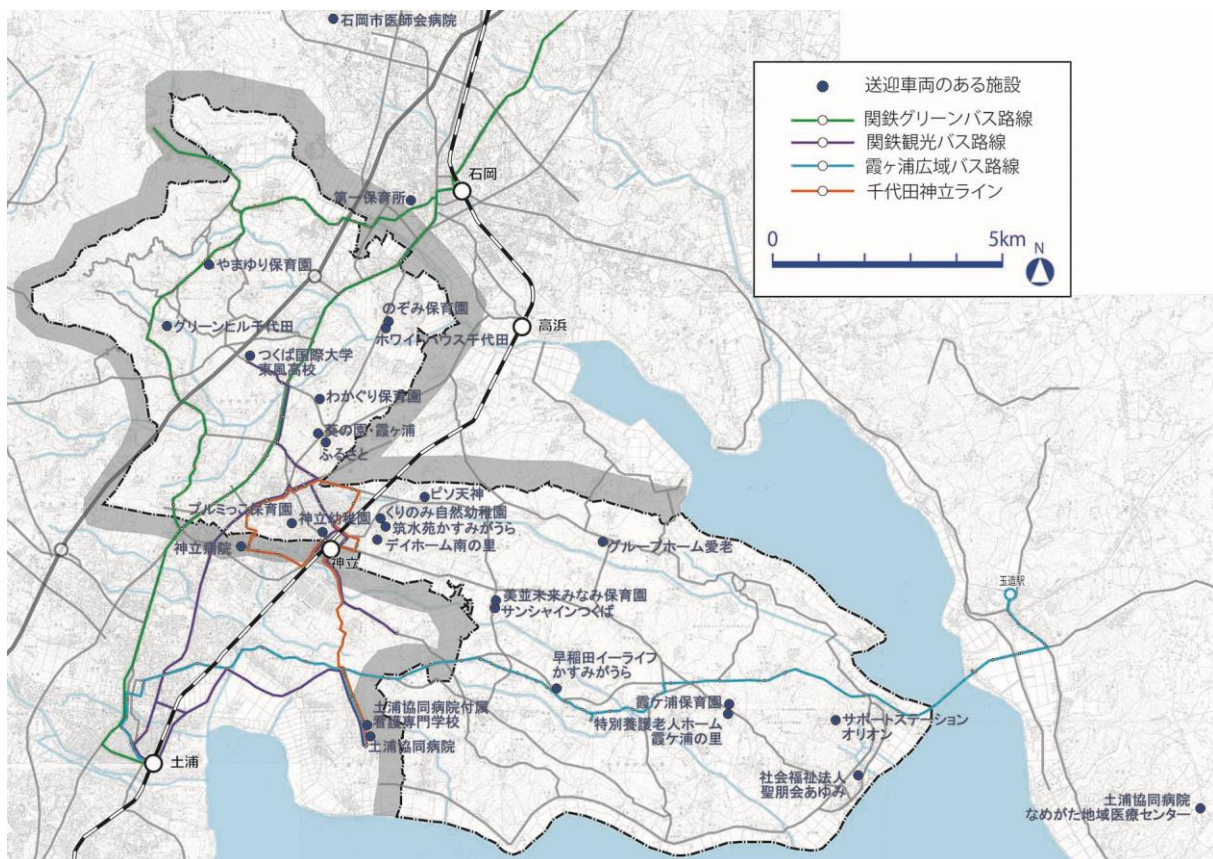 石岡市医師会病院
送迎車両のある施設
関鉄グリーンバス路線
関鉄観光バス路線
霞ヶ浦広域バス路線
千代田神立ライン
0
5km
N
石岡
第一保育所
やまゆり保育園
グリーンヒル千代田
のぞみ保育園
ホワイトハウス千代田
高浜
つくば国際大学
東風高校
わかぐり保育園
葵の園・霞ヶ浦
ふるさと
ピソ天神
プルミっこ保育園
神立幼稚園
くりのみ自然幼稚園
筑水苑かすみがうら
デイホーム南の里
神立病院
神立
グループホーム愛老
玉造駅
美並未来みなみ保育園
サンシャインつくば
早稲田イーライフ
かすみがうら
霞ケ浦保育園
特別養護老人ホーム
霞ケ浦の里
サポートステーション
オリオン
土浦協同病院付属
看護専門学校
土浦協同病院
土浦
社会福祉法人
聖朋会あゆみ
土浦協同病院
なめがた地域医療センター